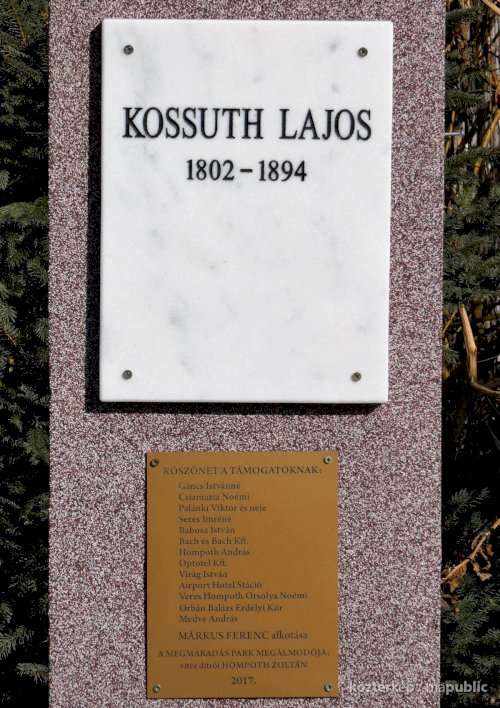 KOSSUTH LAJOS
1802 – 1894
KÖSZÖNET A TÁMOGATÓKNAK:
Gáncs Istvánné
Csizmazia Noémi
Palánki Viktor és neje
Seres Imréné
Babosa István
Bach és Bach Kft.
Hompoth András
Optotel Kft.
Virág István
Airport Hotel Stáció
Veres Hompoth Orsolya Noémi
Orbán Balázs Erdélyi Kör
Medve András
MÁRKUS FERENC alkotása
A MEGMARADÁS PARK MEGÁLMODÓJA:
vitéz ditrói HOMPOTH ZOLTÁN
2017.
kozterkep / mapublic